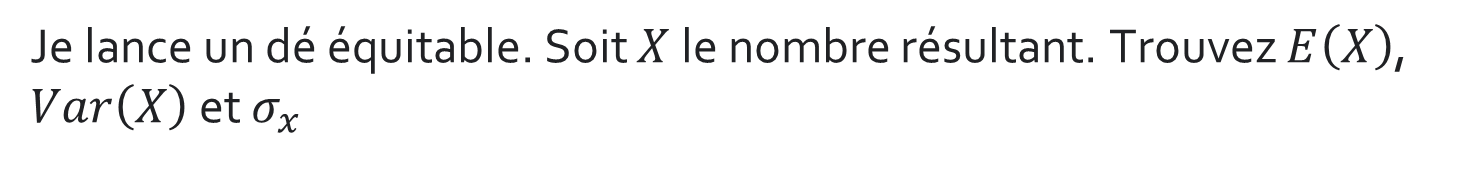 Je lance un dé équitable. Soit X le nombre résultant. Trouvez E(X),
Var(X) et σₓ